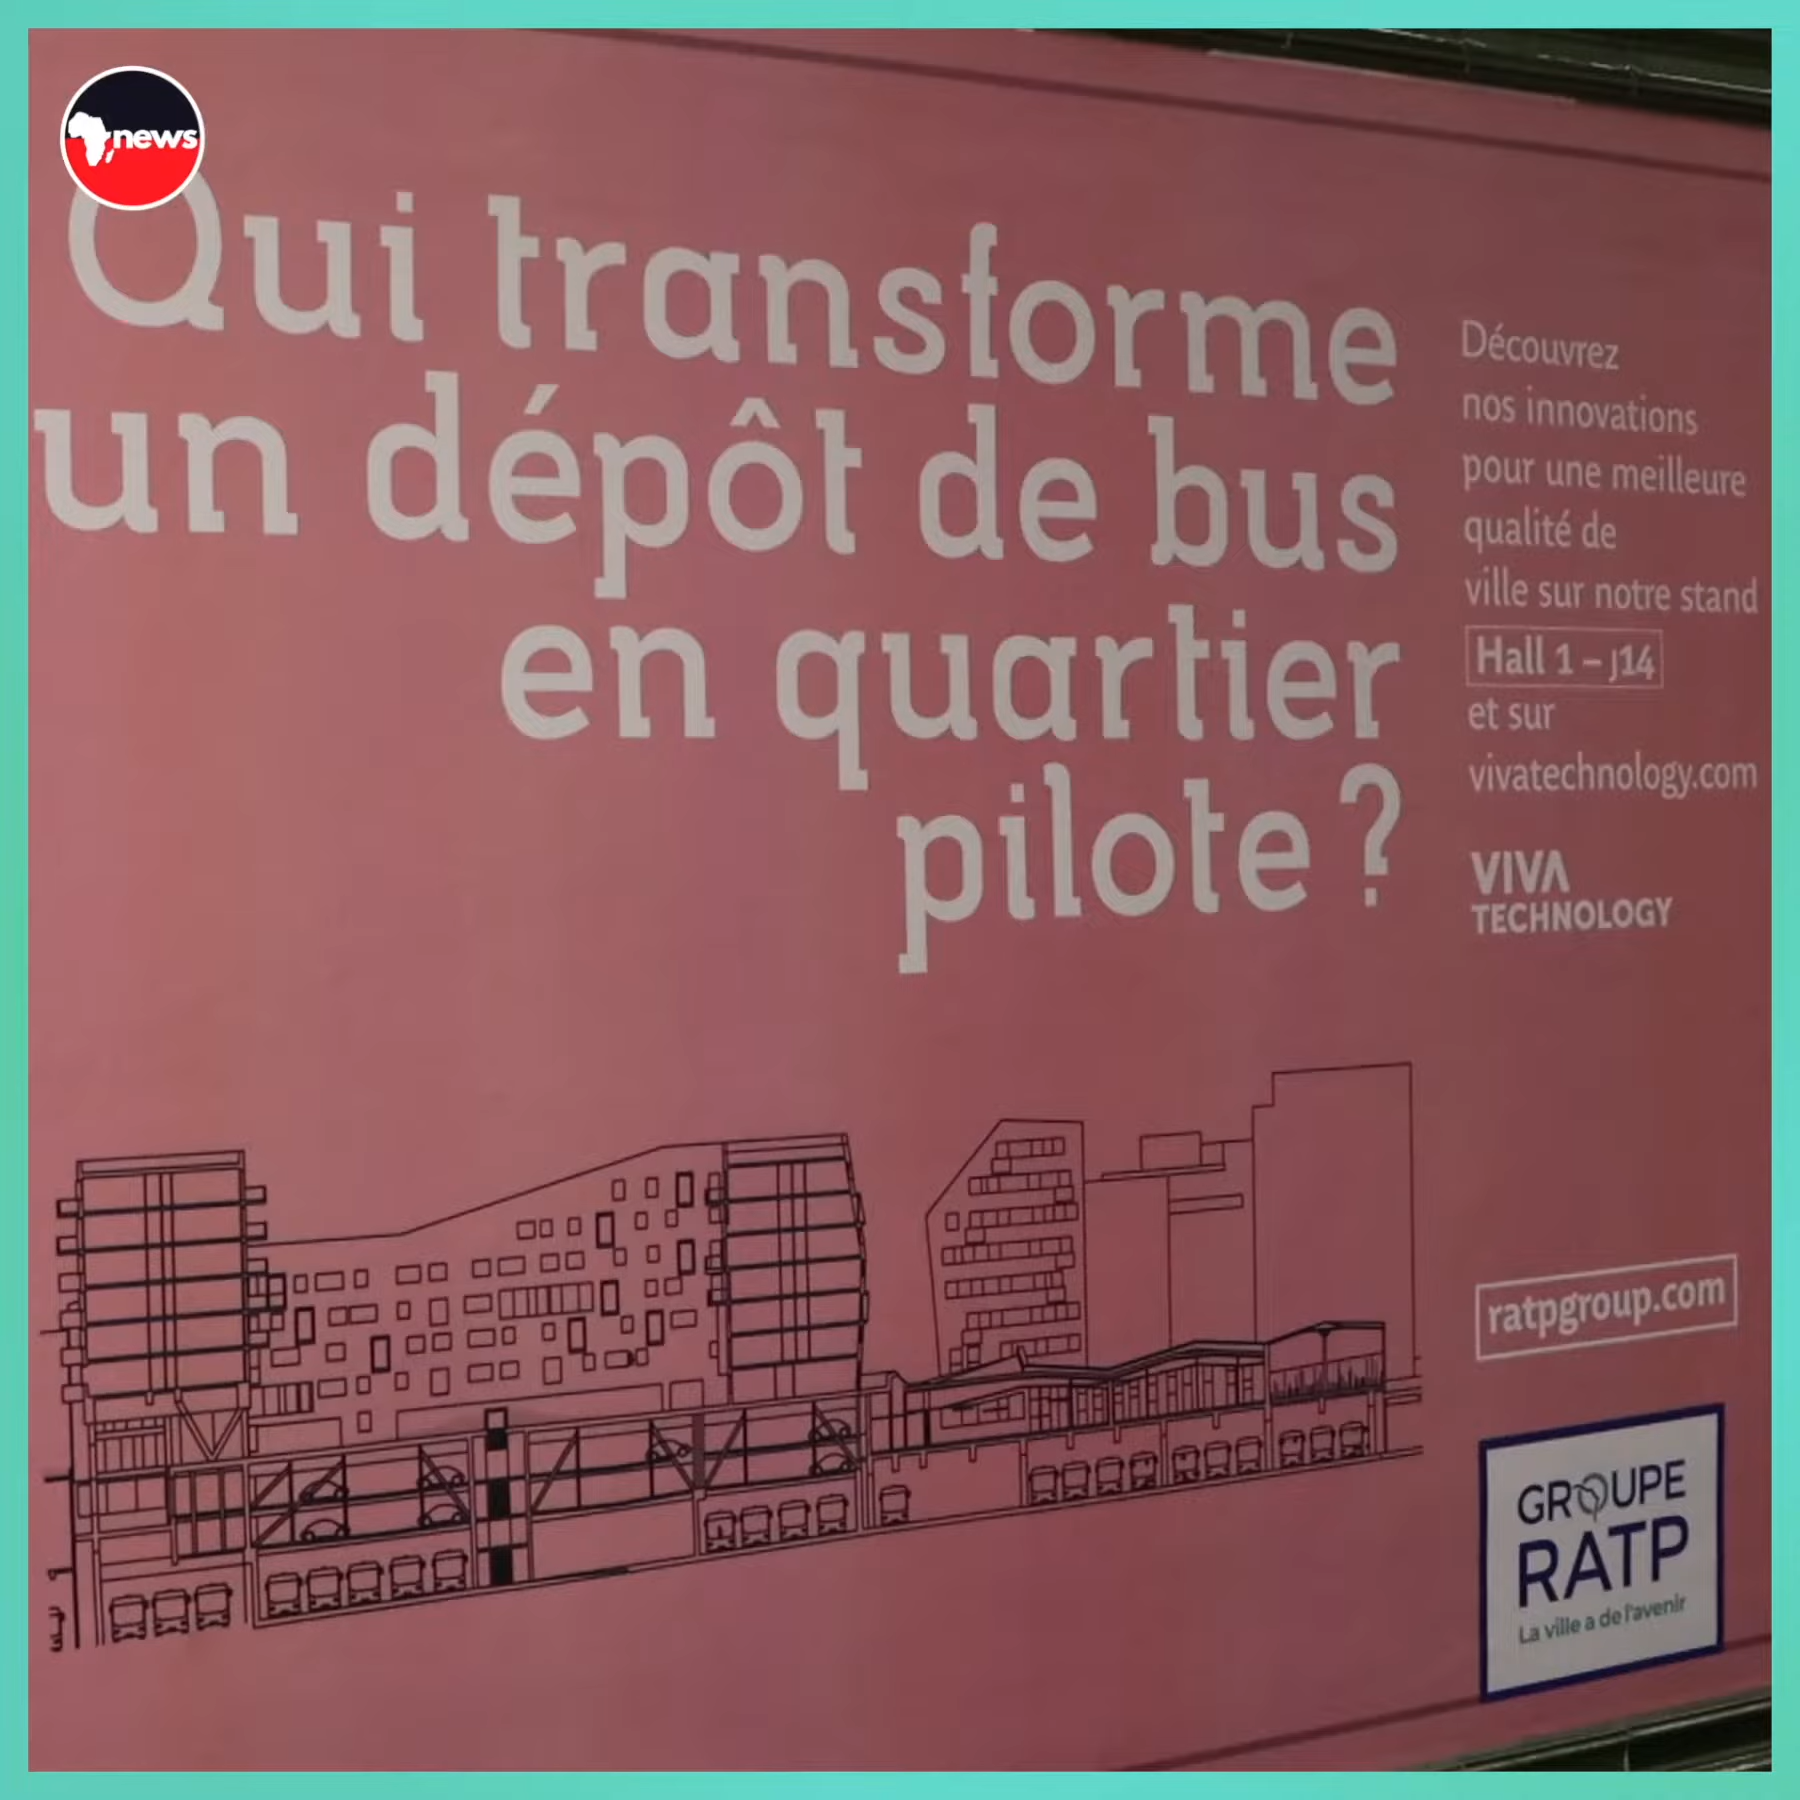 news
Qui transforme
un dépôt de bus
en quartier
pilote ?
Découvrez
nos innovations
pour une meilleure
qualité de
ville sur notre stand
Hall 1 – J14
et sur
vivatechnology.com
VIVA
TECHNOLOGY
ratpgroup.com
GROUPE
RATP
La ville a de l'avenir